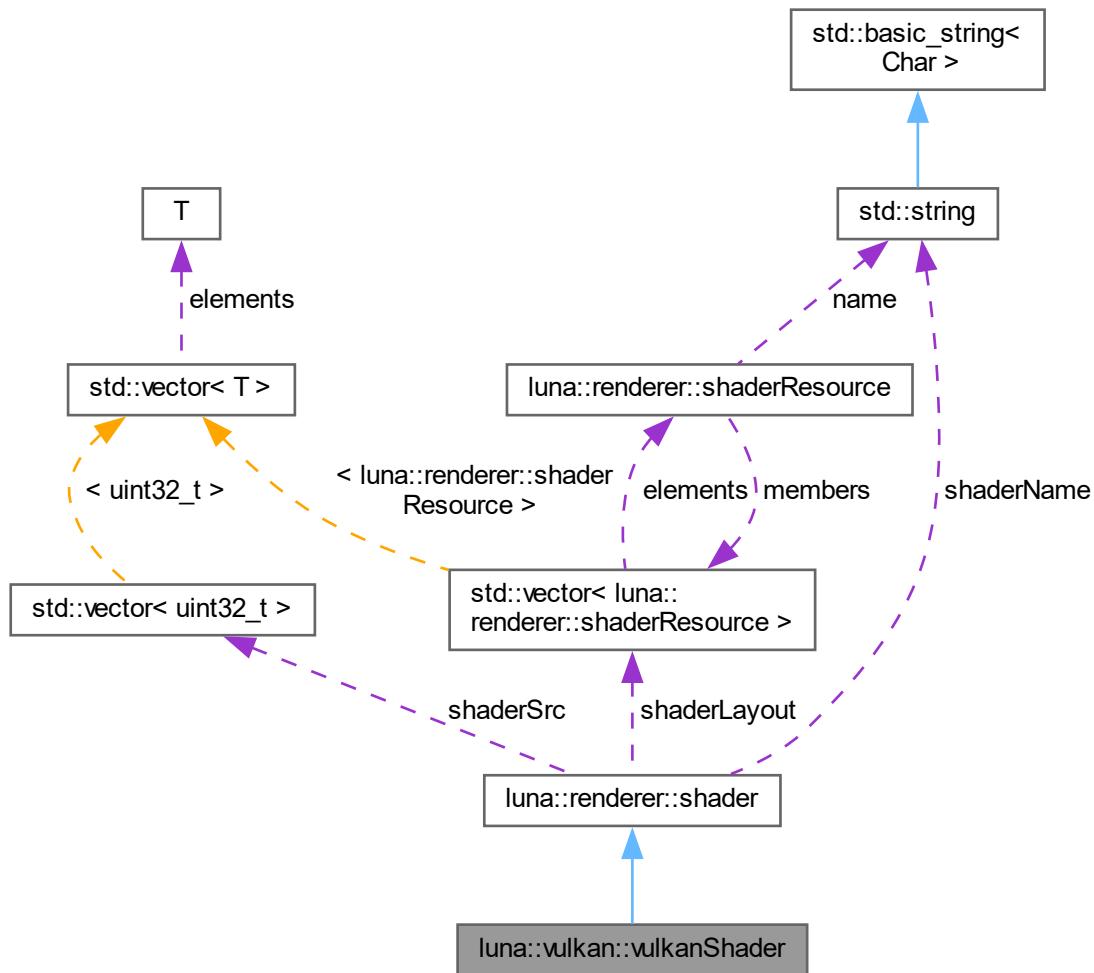 std::basic_string<
Char >
T
std::string
elements
name
std::vector< T >
luna::renderer::shaderResource
< uint32_t >
< luna::renderer::shader
Resource >
elements
members
shaderName
std::vector< uint32_t >
std::vector< luna::
renderer::shaderResource >
shaderSrc
shaderLayout
luna::renderer::shader
luna::vulkan::vulkanShader